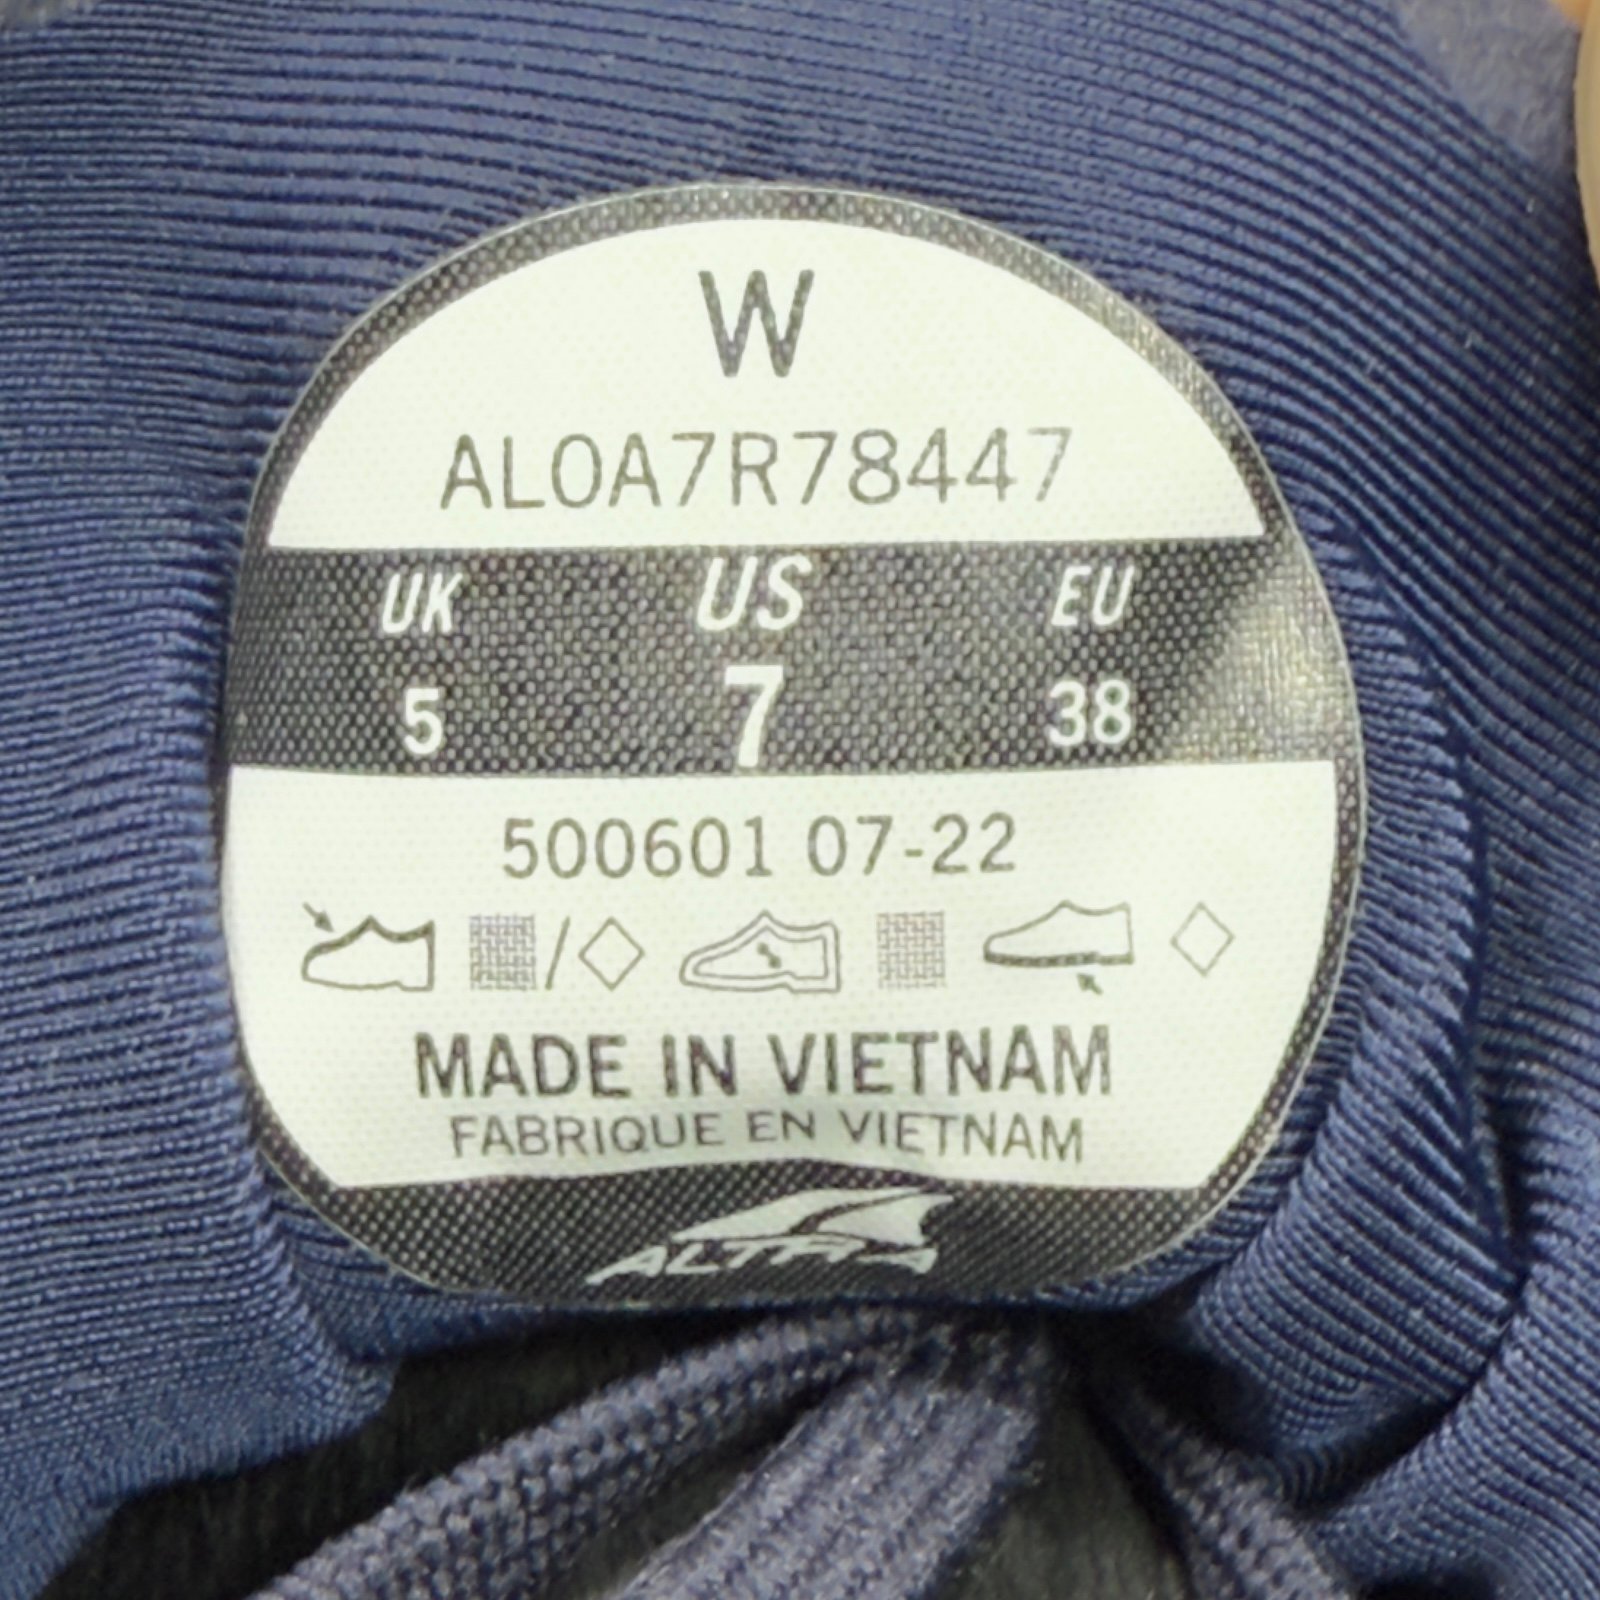 W
AL0A7R78447
UK US EU
5 7 38
500601 07-22
/
MADE IN VIETNAM
FABRIQUE EN VIETNAM
ALTRA